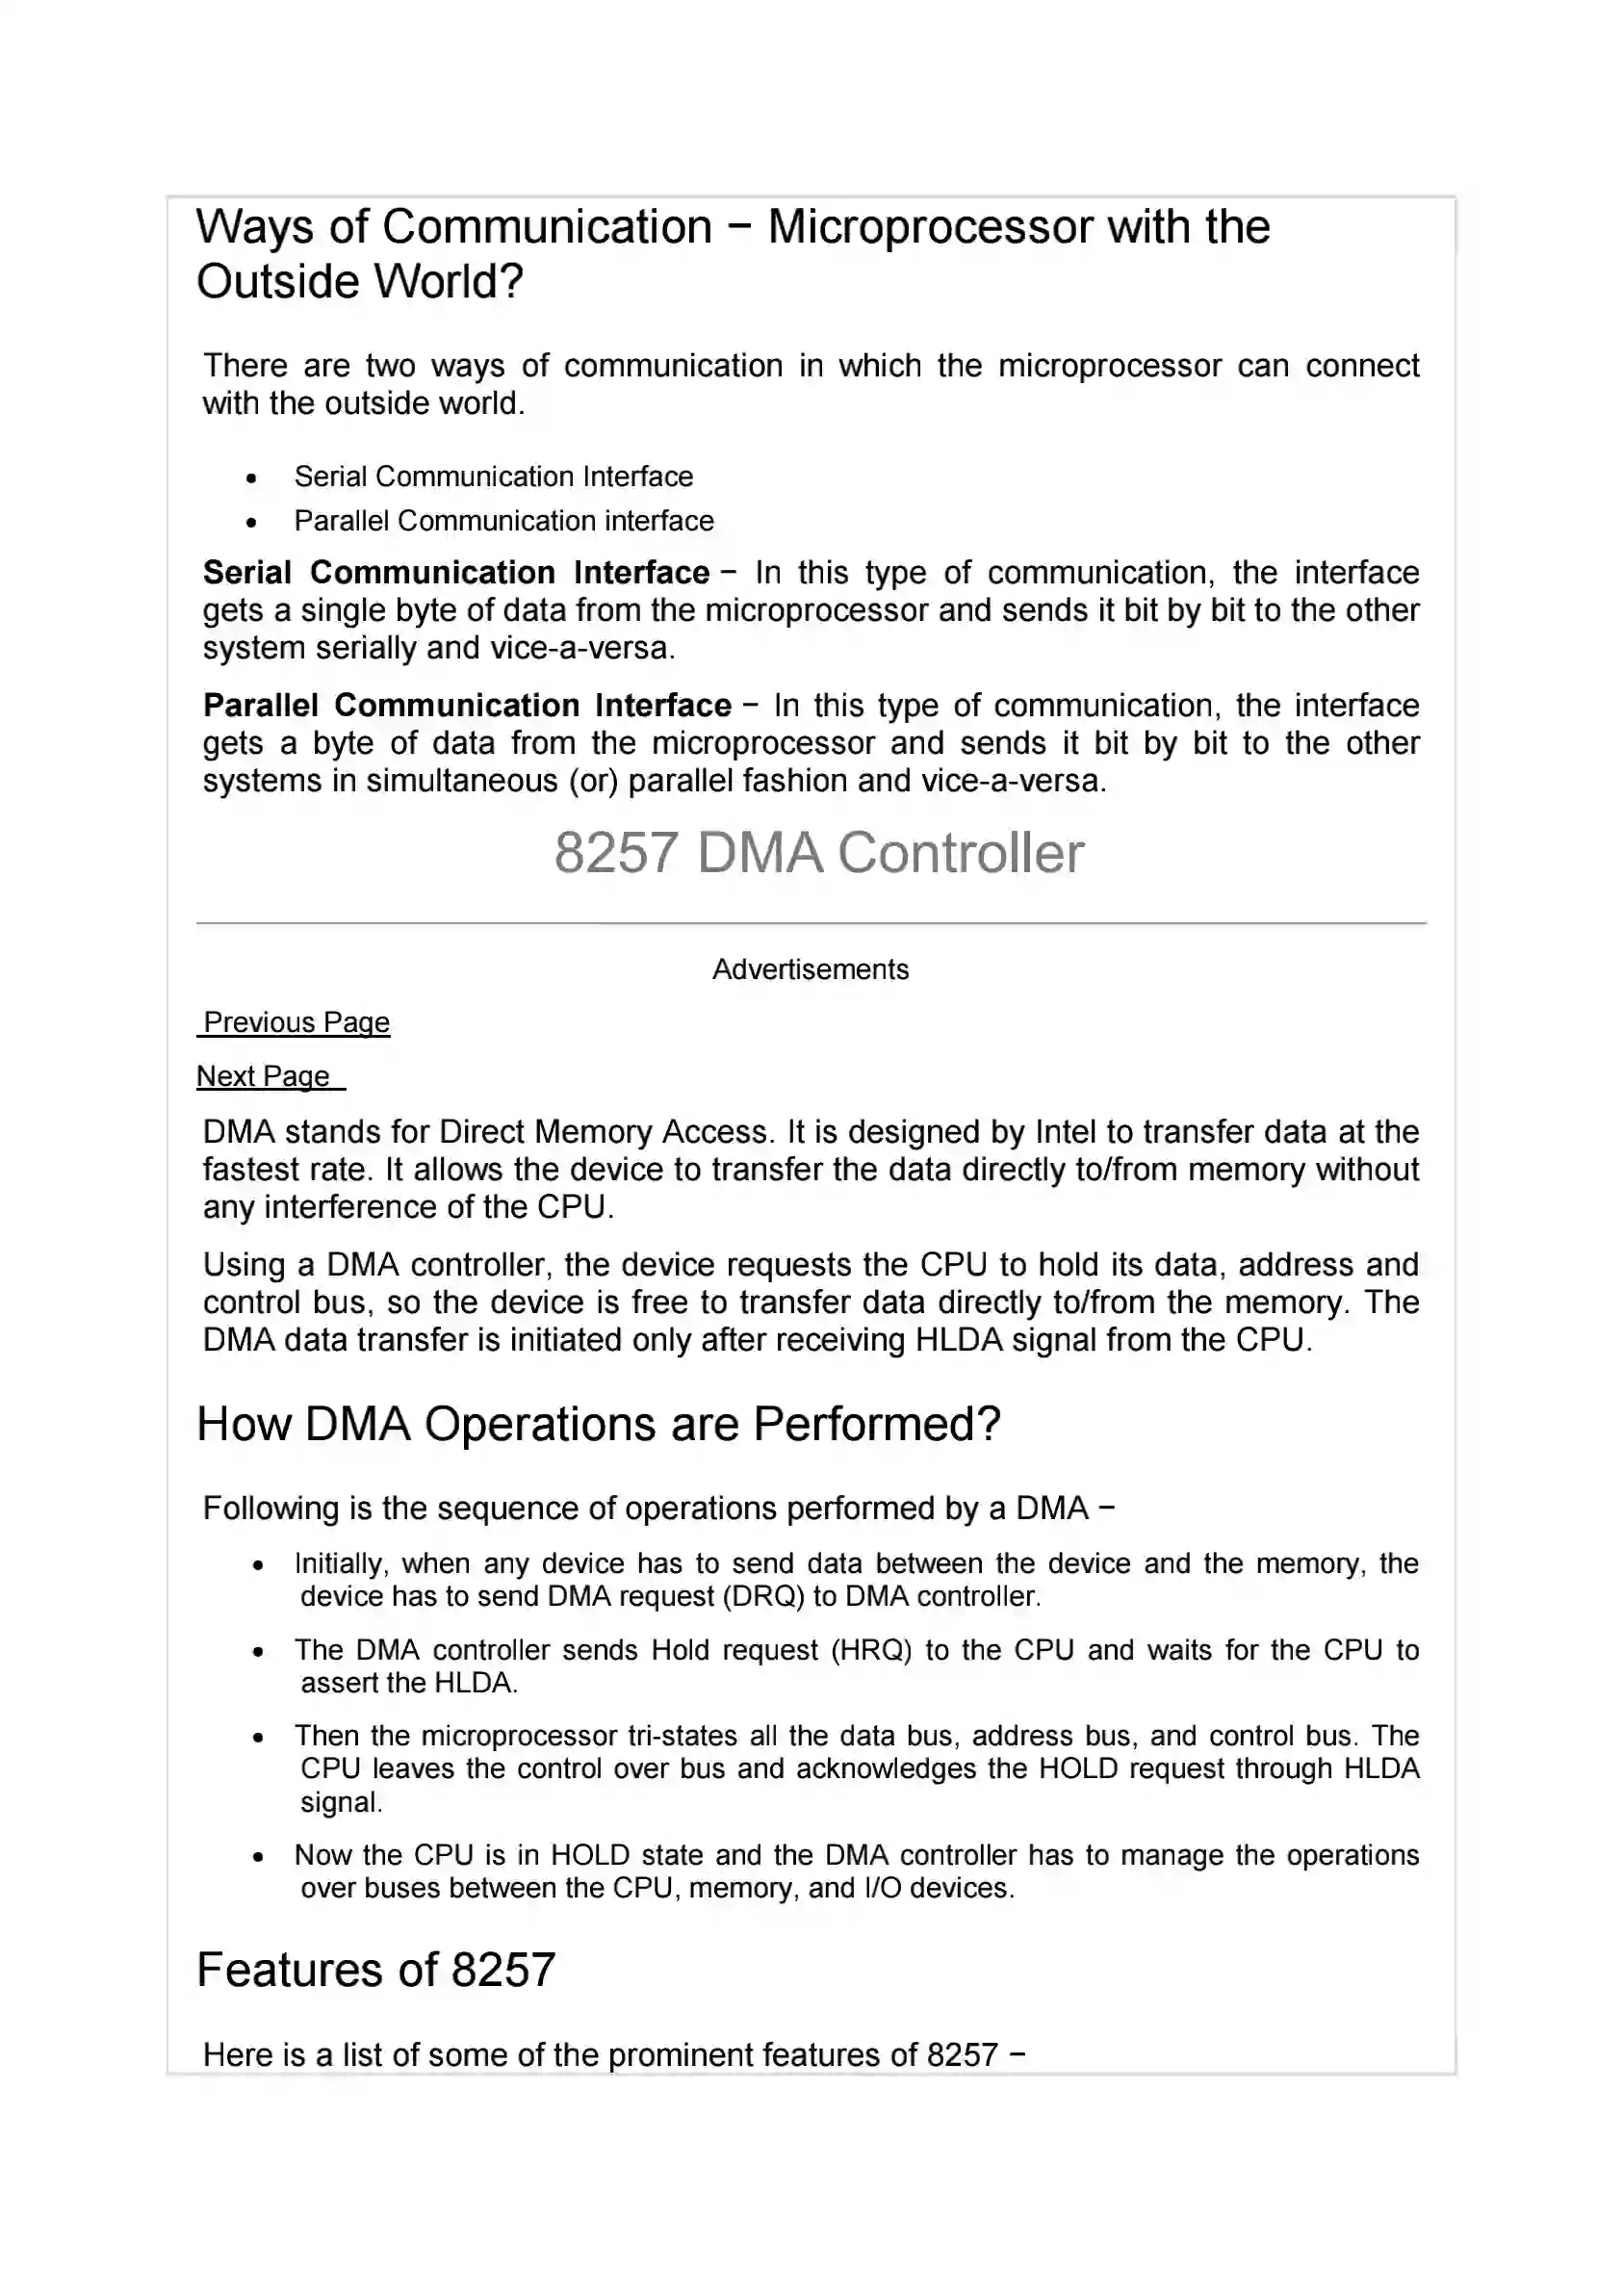 Ways of Communication − Microprocessor with the
Outside World?
There are two ways of communication in which the microprocessor can connect
with the outside world.
• Serial Communication Interface
• Parallel Communication interface
Serial Communication Interface − In this type of communication, the interface
gets a single byte of data from the microprocessor and sends it bit by bit to the other
system serially and vice-a-versa.
Parallel Communication Interface − In this type of communication, the interface
gets a byte of data from the microprocessor and sends it bit by bit to the other
systems in simultaneous (or) parallel fashion and vice-a-versa.
8257 DMA Controller
Advertisements
Previous Page
Next Page
DMA stands for Direct Memory Access. It is designed by Intel to transfer data at the
fastest rate. It allows the device to transfer the data directly to/from memory without
any interference of the CPU.
Using a DMA controller, the device requests the CPU to hold its data, address and
control bus, so the device is free to transfer data directly to/from the memory. The
DMA data transfer is initiated only after receiving HLDA signal from the CPU.
How DMA Operations are Performed?
Following is the sequence of operations performed by a DMA −
• Initially, when any device has to send data between the device and the memory, the
device has to send DMA request (DRQ) to DMA controller.
• The DMA controller sends Hold request (HRQ) to the CPU and waits for the CPU to
assert the HLDA.
• Then the microprocessor tri-states all the data bus, address bus, and control bus. The
CPU leaves the control over bus and acknowledges the HOLD request through HLDA
signal.
• Now the CPU is in HOLD state and the DMA controller has to manage the operations
over buses between the CPU, memory, and I/O devices.
Features of 8257
Here is a list of some of the prominent features of 8257 −